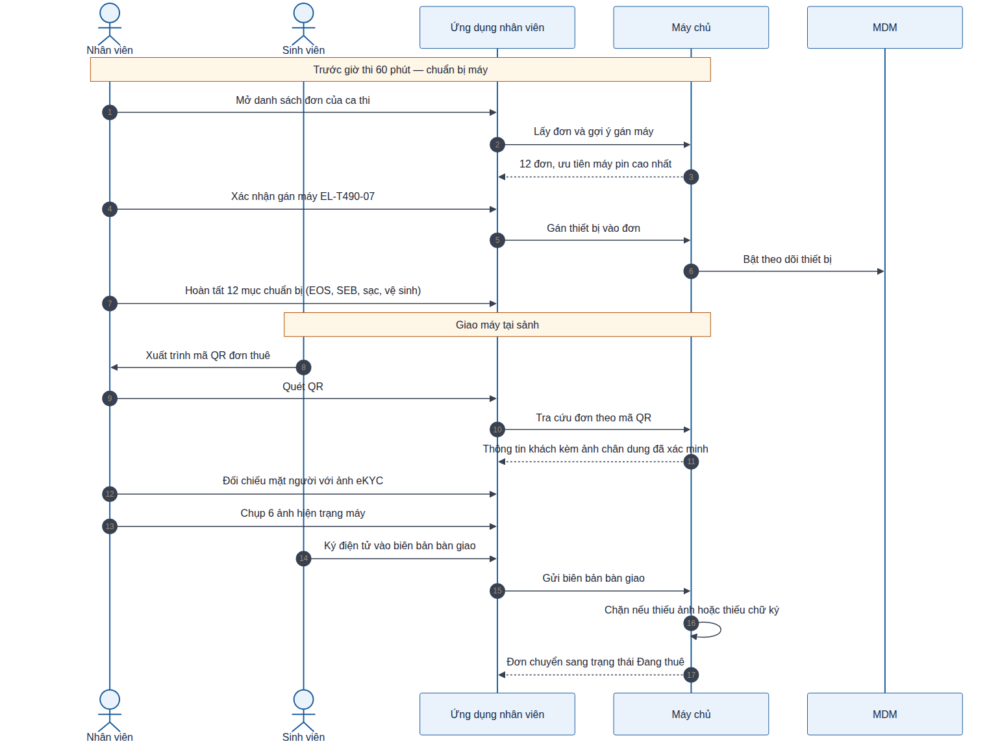 Nhân viên
Sinh viên
Ứng dụng nhân viên
Máy chủ
MDM
Trước giờ thi 60 phút — chuẩn bị máy
Mở danh sách đơn của ca thi
1
Lấy đơn và gợi ý gán máy
2
12 đơn, ưu tiên máy pin cao nhất
3
Xác nhận gán máy EL-T490-07
4
Gán thiết bị vào đơn
5
Bật theo dõi thiết bị
6
Hoàn tất 12 mục chuẩn bị (EOS, SEB, sạc, vệ sinh)
7
Giao máy tại sảnh
Xuất trình mã QR đơn thuê
8
Quét QR
9
Tra cứu đơn theo mã QR
10
Thông tin khách kèm ảnh chân dung đã xác minh
11
Đối chiếu mặt người với ảnh eKYC
12
Chụp 6 ảnh hiện trạng máy
13
Ký điện tử vào biên bản bàn giao
14
Gửi biên bản bàn giao
15
Chặn nếu thiếu ảnh hoặc thiếu chữ ký
16
Đơn chuyển sang trạng thái Đang thuê
17
Nhân viên
Sinh viên
Ứng dụng nhân viên
Máy chủ
MDM